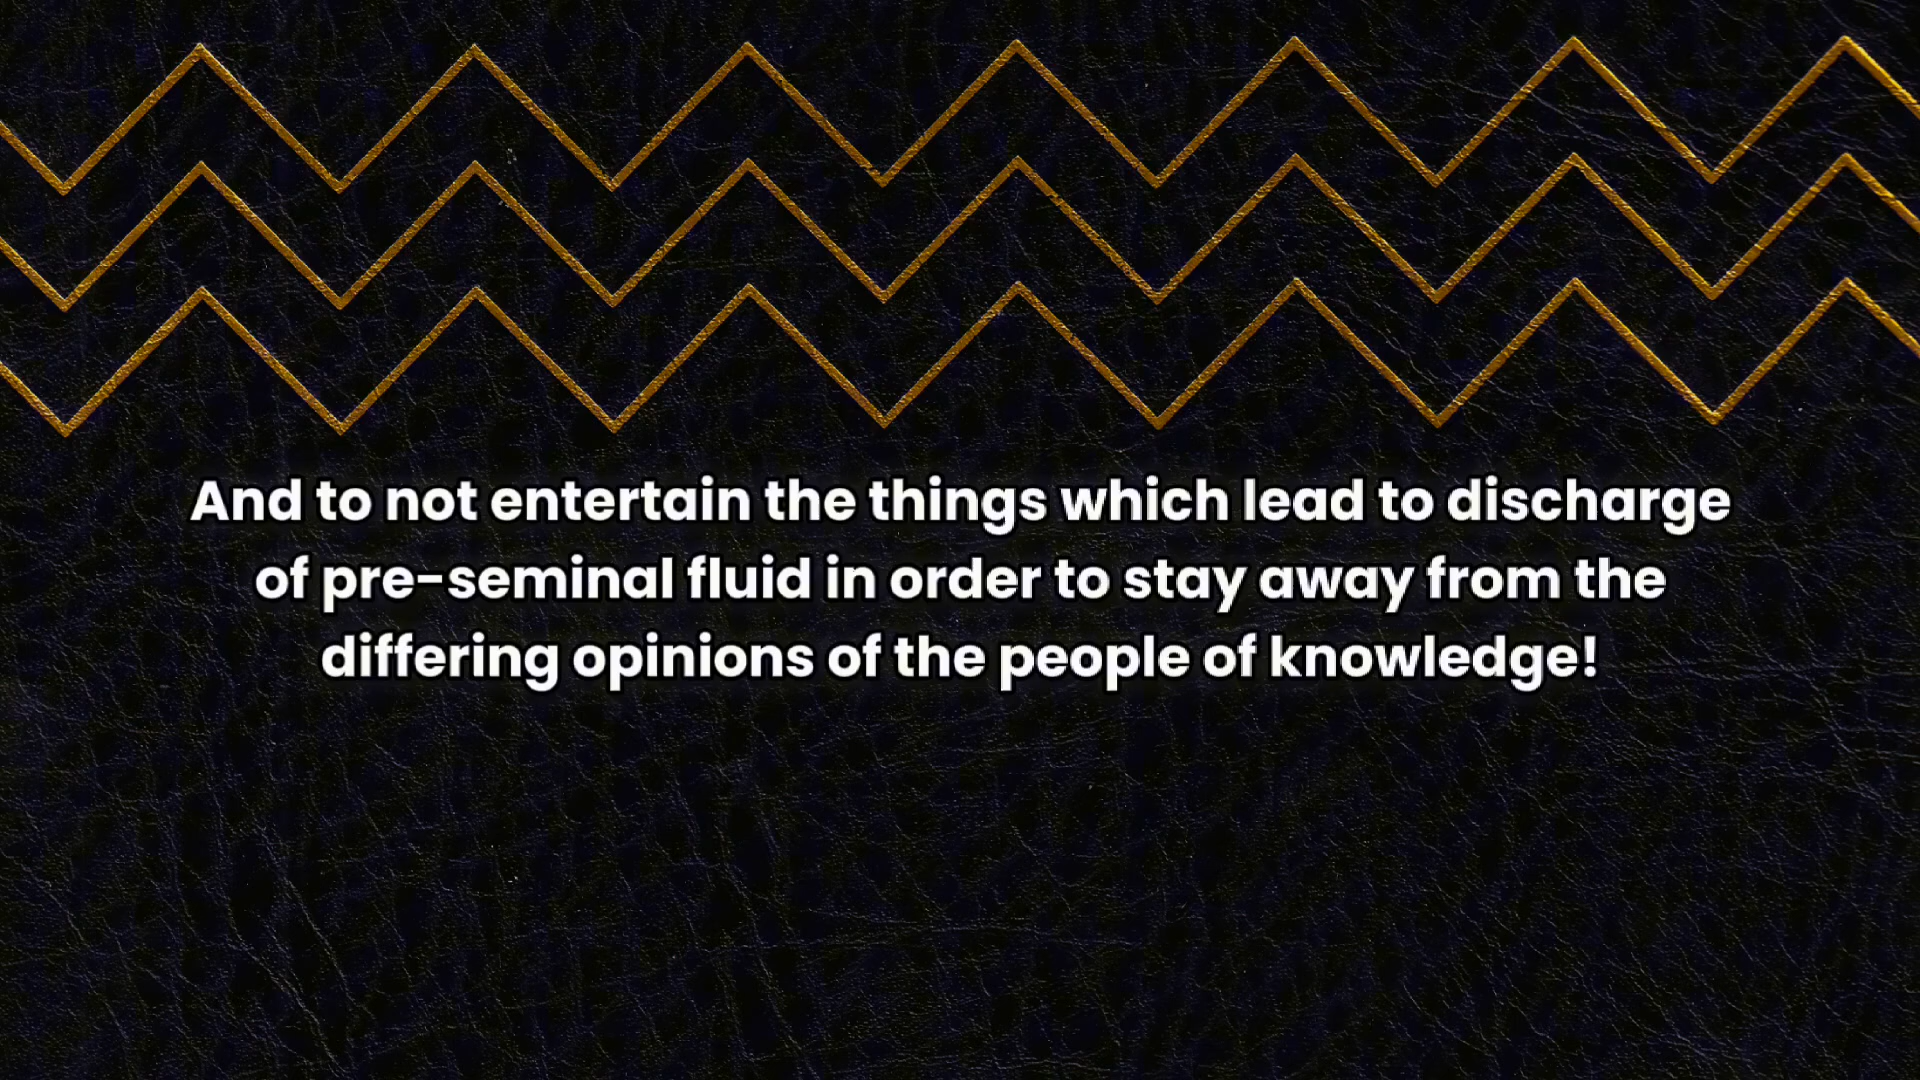 And to not entertain the things which lead to discharge
of pre-seminal fluid in order to stay away from the
differing opinions of the people of knowledge!